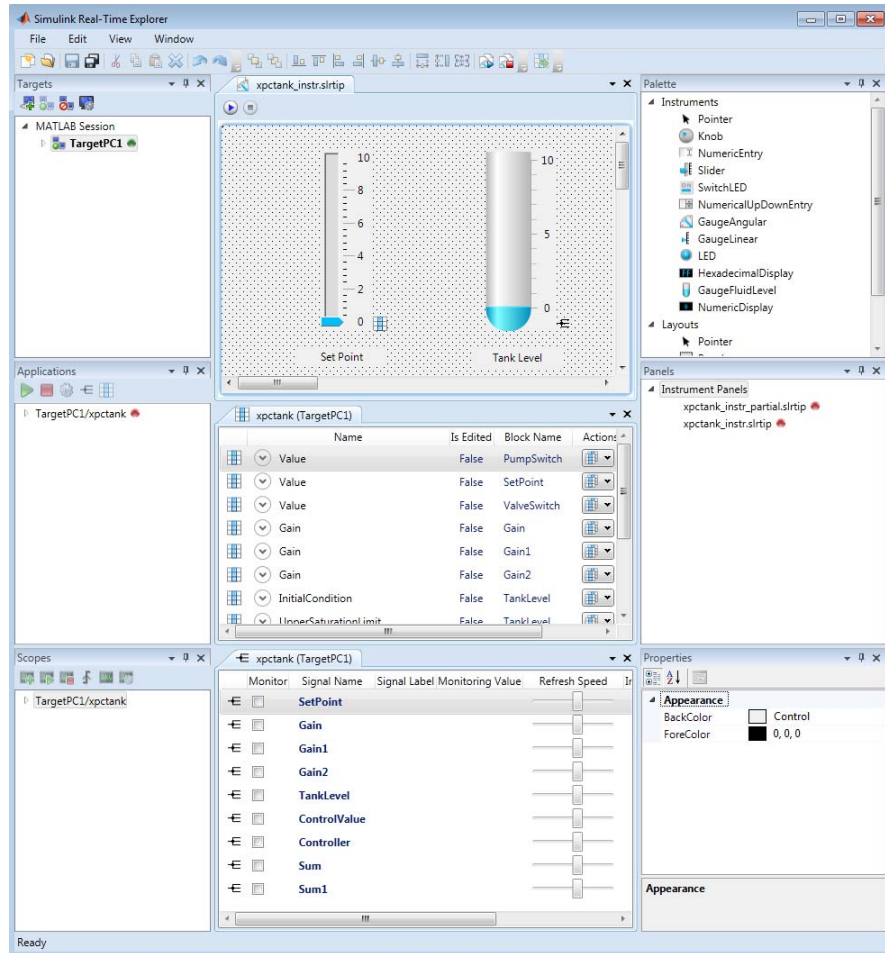 Simulink Real-Time Explorer
File Edit View Window
Targets
MATLAB Session
TargetPC1
xpctank_instr.slrtip
10
8
6
4
2
0
Set Point
10
5
0
Tank Level
Palette
Instruments
Pointer
Knob
NumericEntry
Slider
SwitchLED
NumericalUpDownEntry
GaugeAngular
GaugeLinear
LED
HexadecimalDisplay
GaugeFluidLevel
NumericDisplay
Layouts
Pointer
Applications
TargetPC1/xpctank
xpctank (TargetPC1)
Name Is Edited Block Name Actions
Value False PumpSwitch
Value False SetPoint
Value False ValveSwitch
Gain False Gain
Gain False Gain1
Gain False Gain2
InitialCondition False TankLevel
UpperSaturationLimit False TankLevel
Panels
Instrument Panels
xpctank_instr_partial.slrtip
xpctank_instr.slrtip
Scopes
TargetPC1/xpctank
xpctank (TargetPC1)
Monitor Signal Name Signal Label Monitoring Value Refresh Speed
SetPoint
Gain
Gain1
Gain2
TankLevel
ControlValue
Controller
Sum
Sum1
Properties
Appearance
BackColor Control
ForeColor 0, 0, 0
Appearance
Ready